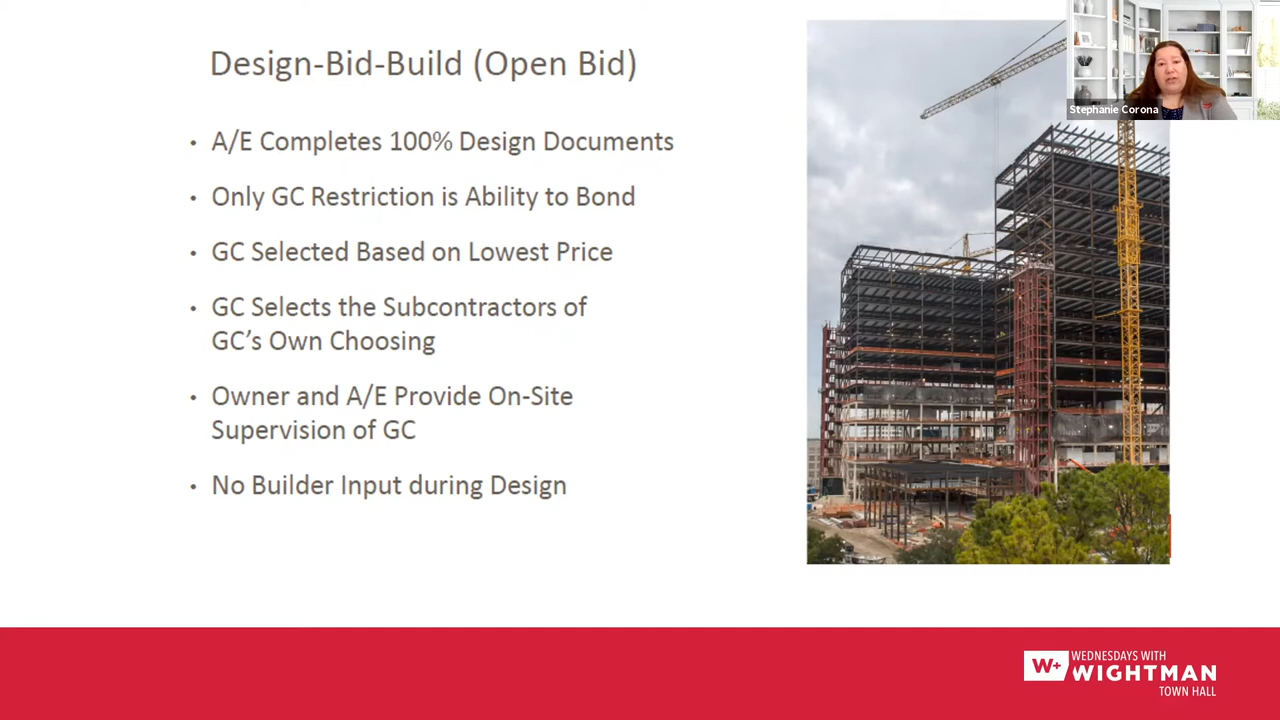 Design-Bid-Build (Open Bid)
• A/E Completes 100% Design Documents
• Only GC Restriction is Ability to Bond
• GC Selected Based on Lowest Price
• GC Selects the Subcontractors of
GC’s Own Choosing
• Owner and A/E Provide On-Site
Supervision of GC
• No Builder Input during Design
Stephanie Corona
W+
WEDNESDAYS WITH
WIGHTMAN
TOWN HALL